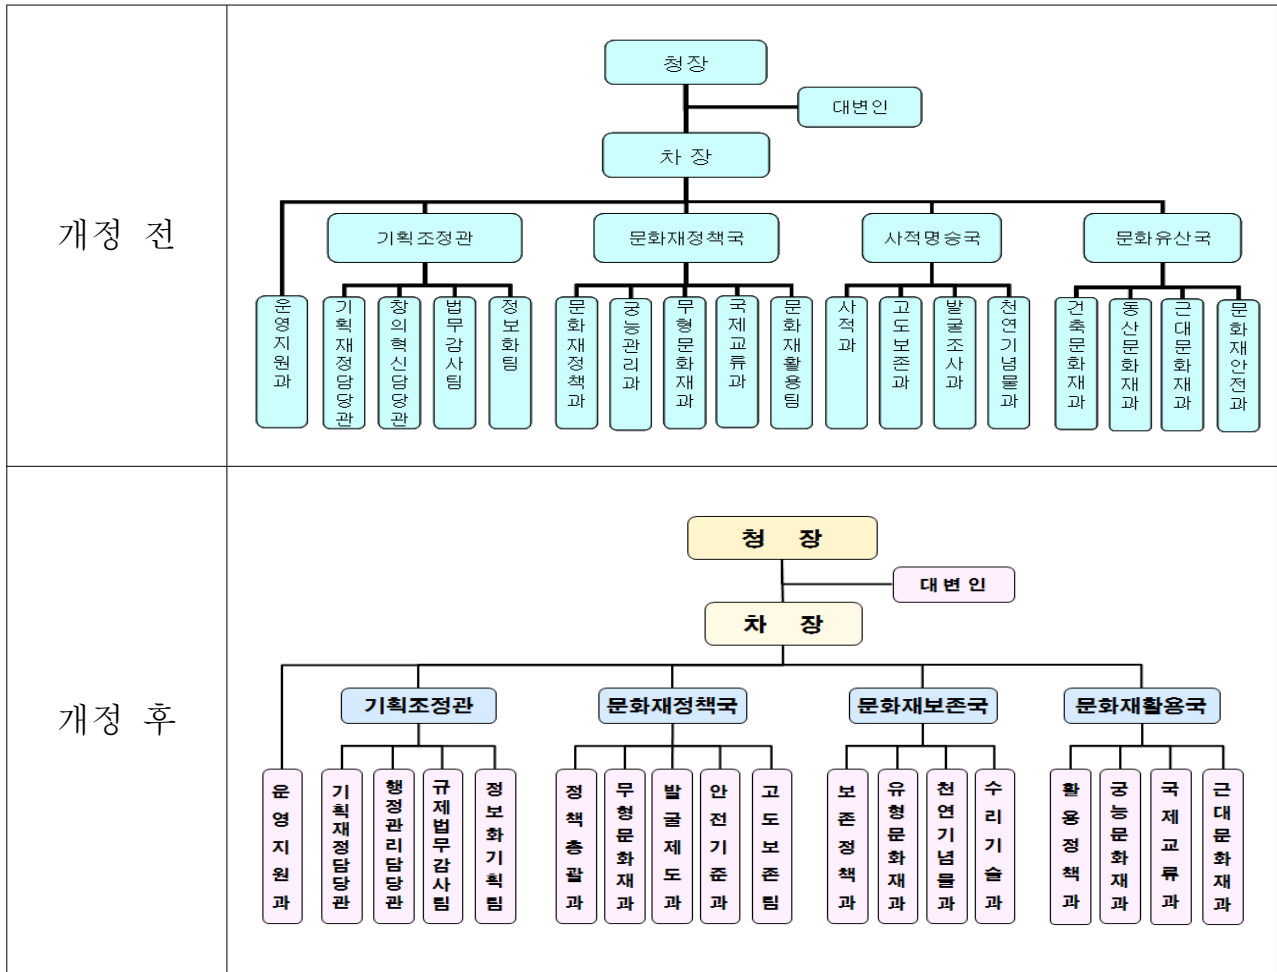 개정 전
청장
대변인
차 장
기획조정관
문화재정책국
사적명승국
문화유산국
운영지원과
기획재정담당관
창의혁신담당관
법무감사팀
정보화팀
문화재정책과
궁능관리과
무형문화재과
국제교류과
문화재활용팀
사적과
고도보존과
발굴조사과
천연기념물과
건축문화재과
동산문화재과
근대문화재과
문화재안전과
개정 후
청 장
대변인
차 장
기획조정관
문화재정책국
문화재보존국
문화재활용국
운영지원과
기획재정담당관
행정관리담당관
규제법무감사팀
정보화기획팀
정책총괄과
무형문화재과
발굴제도과
안전기준과
고도보존팀
보존정책과
유형문화재과
천연기념물과
수리기술과
활용정책과
궁능문화재과
국제교류과
근대문화재과